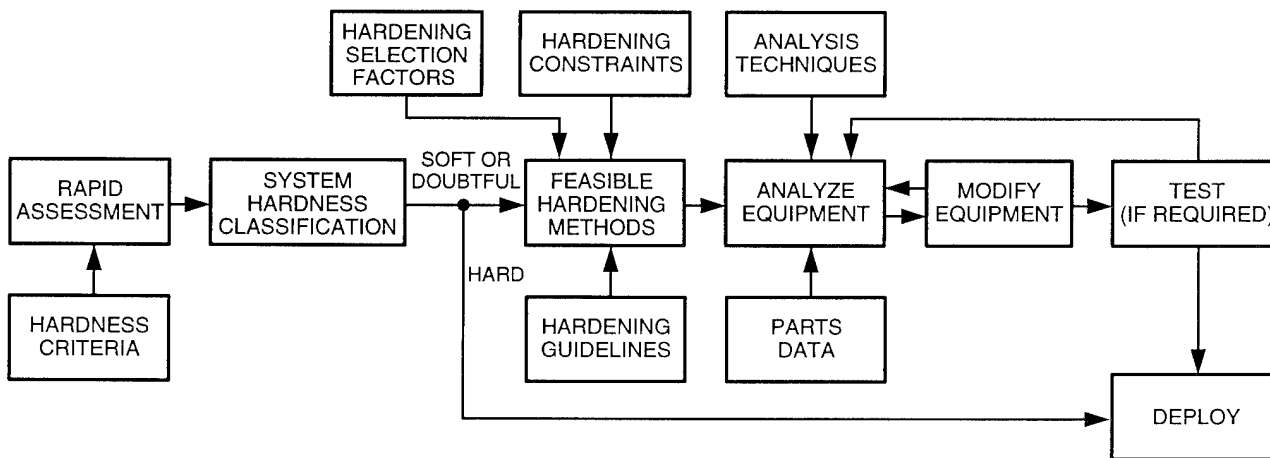 HARDENING
SELECTION
FACTORS
HARDENING
CONSTRAINTS
ANALYSIS
TECHNIQUES
RAPID
ASSESSMENT
SYSTEM
HARDNESS
CLASSIFICATION
SOFT OR
DOUBTFUL
FEASIBLE
HARDENING
METHODS
ANALYZE
EQUIPMENT
MODIFY
EQUIPMENT
TEST
(IF REQUIRED)
HARD
HARDNESS
CRITERIA
HARDENING
GUIDELINES
PARTS
DATA
DEPLOY